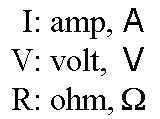 I: amp, A
V: volt, V
R: ohm, Ω